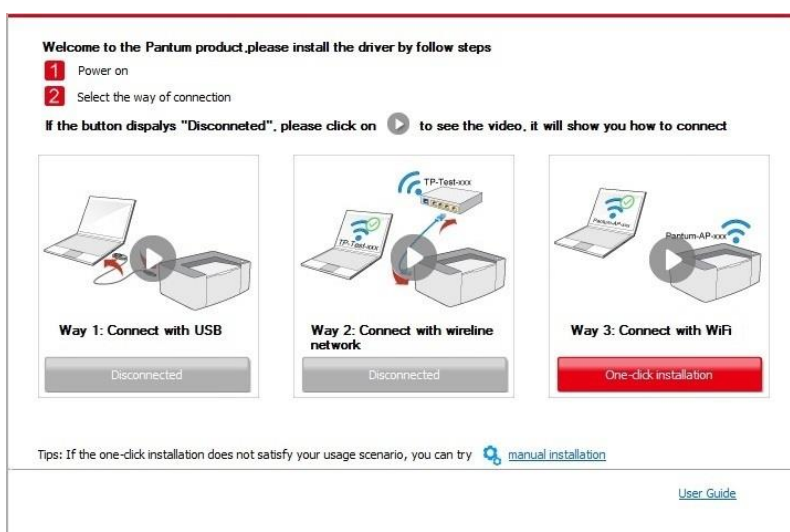 Welcome to the Pantum product,please install the driver by follow steps
1 Power on
2 Select the way of connection
If the button dispalys "Disconneted", please click on to see the video, it will show you how to connect
TP-Test-xxx
TP-Test-xxx
Pantum-AP-xxx
Pantum-AP-xxx
Way 1: Connect with USB
Way 2: Connect with wireline
network
Way 3: Connect with WiFi
Disconnected
Disconnected
One-click installation
Tips: If the one-click installation does not satisfy your usage scenario, you can try manual installation
User Guide